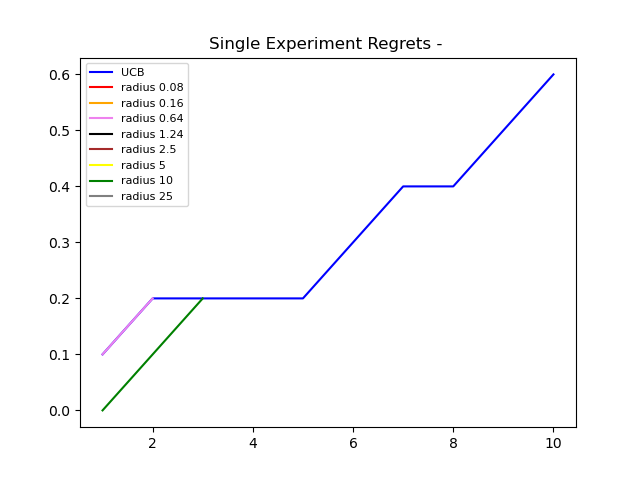 Single Experiment Regrets -
UCB
radius 0.08
radius 0.16
radius 0.64
radius 1.24
radius 2.5
radius 5
radius 10
radius 25
0.6
0.5
0.4
0.3
0.2
0.1
0.0
2 4 6 8 10